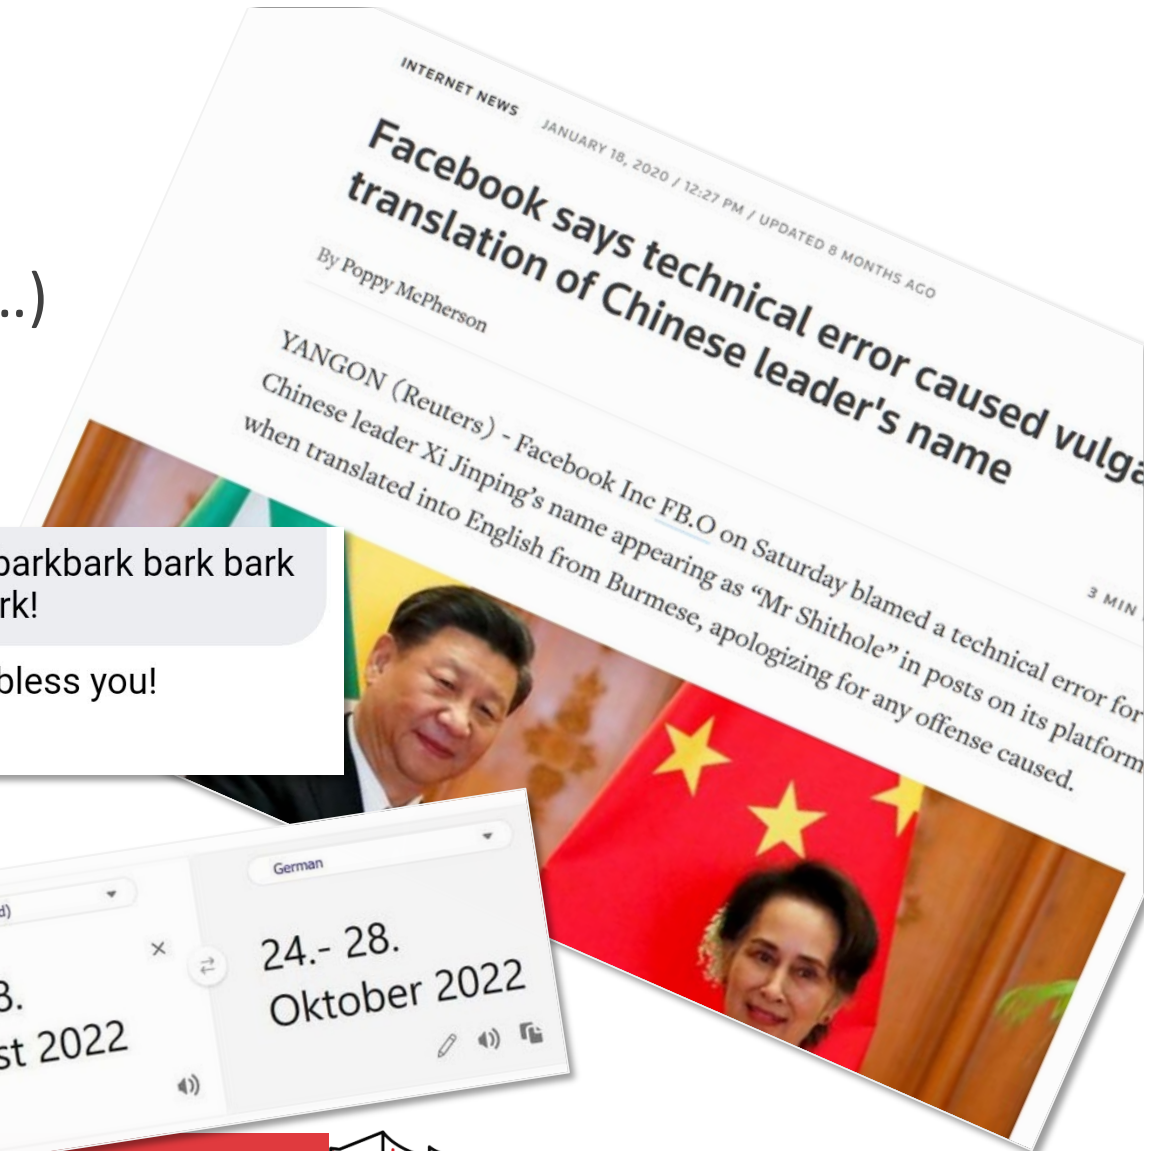 INTERNET NEWS
JANUARY 18, 2020 / 12:27 PM / UPDATED 8 MONTHS AGO
Facebook says technical error caused vulga
translation of Chinese leader's name
By Poppy McPherson
3 MIN
YANGON (Reuters) - Facebook Inc FB.O on Saturday blamed a technical error for
Chinese leader Xi Jinping’s name appearing as “Mr Shithole” in posts on its platform
when translated into English from Burmese, apologizing for any offense caused.
..)
barkbark bark bark
rk!
bless you!
d)
German
3.
st 2022
24.- 28.
Oktober 2022